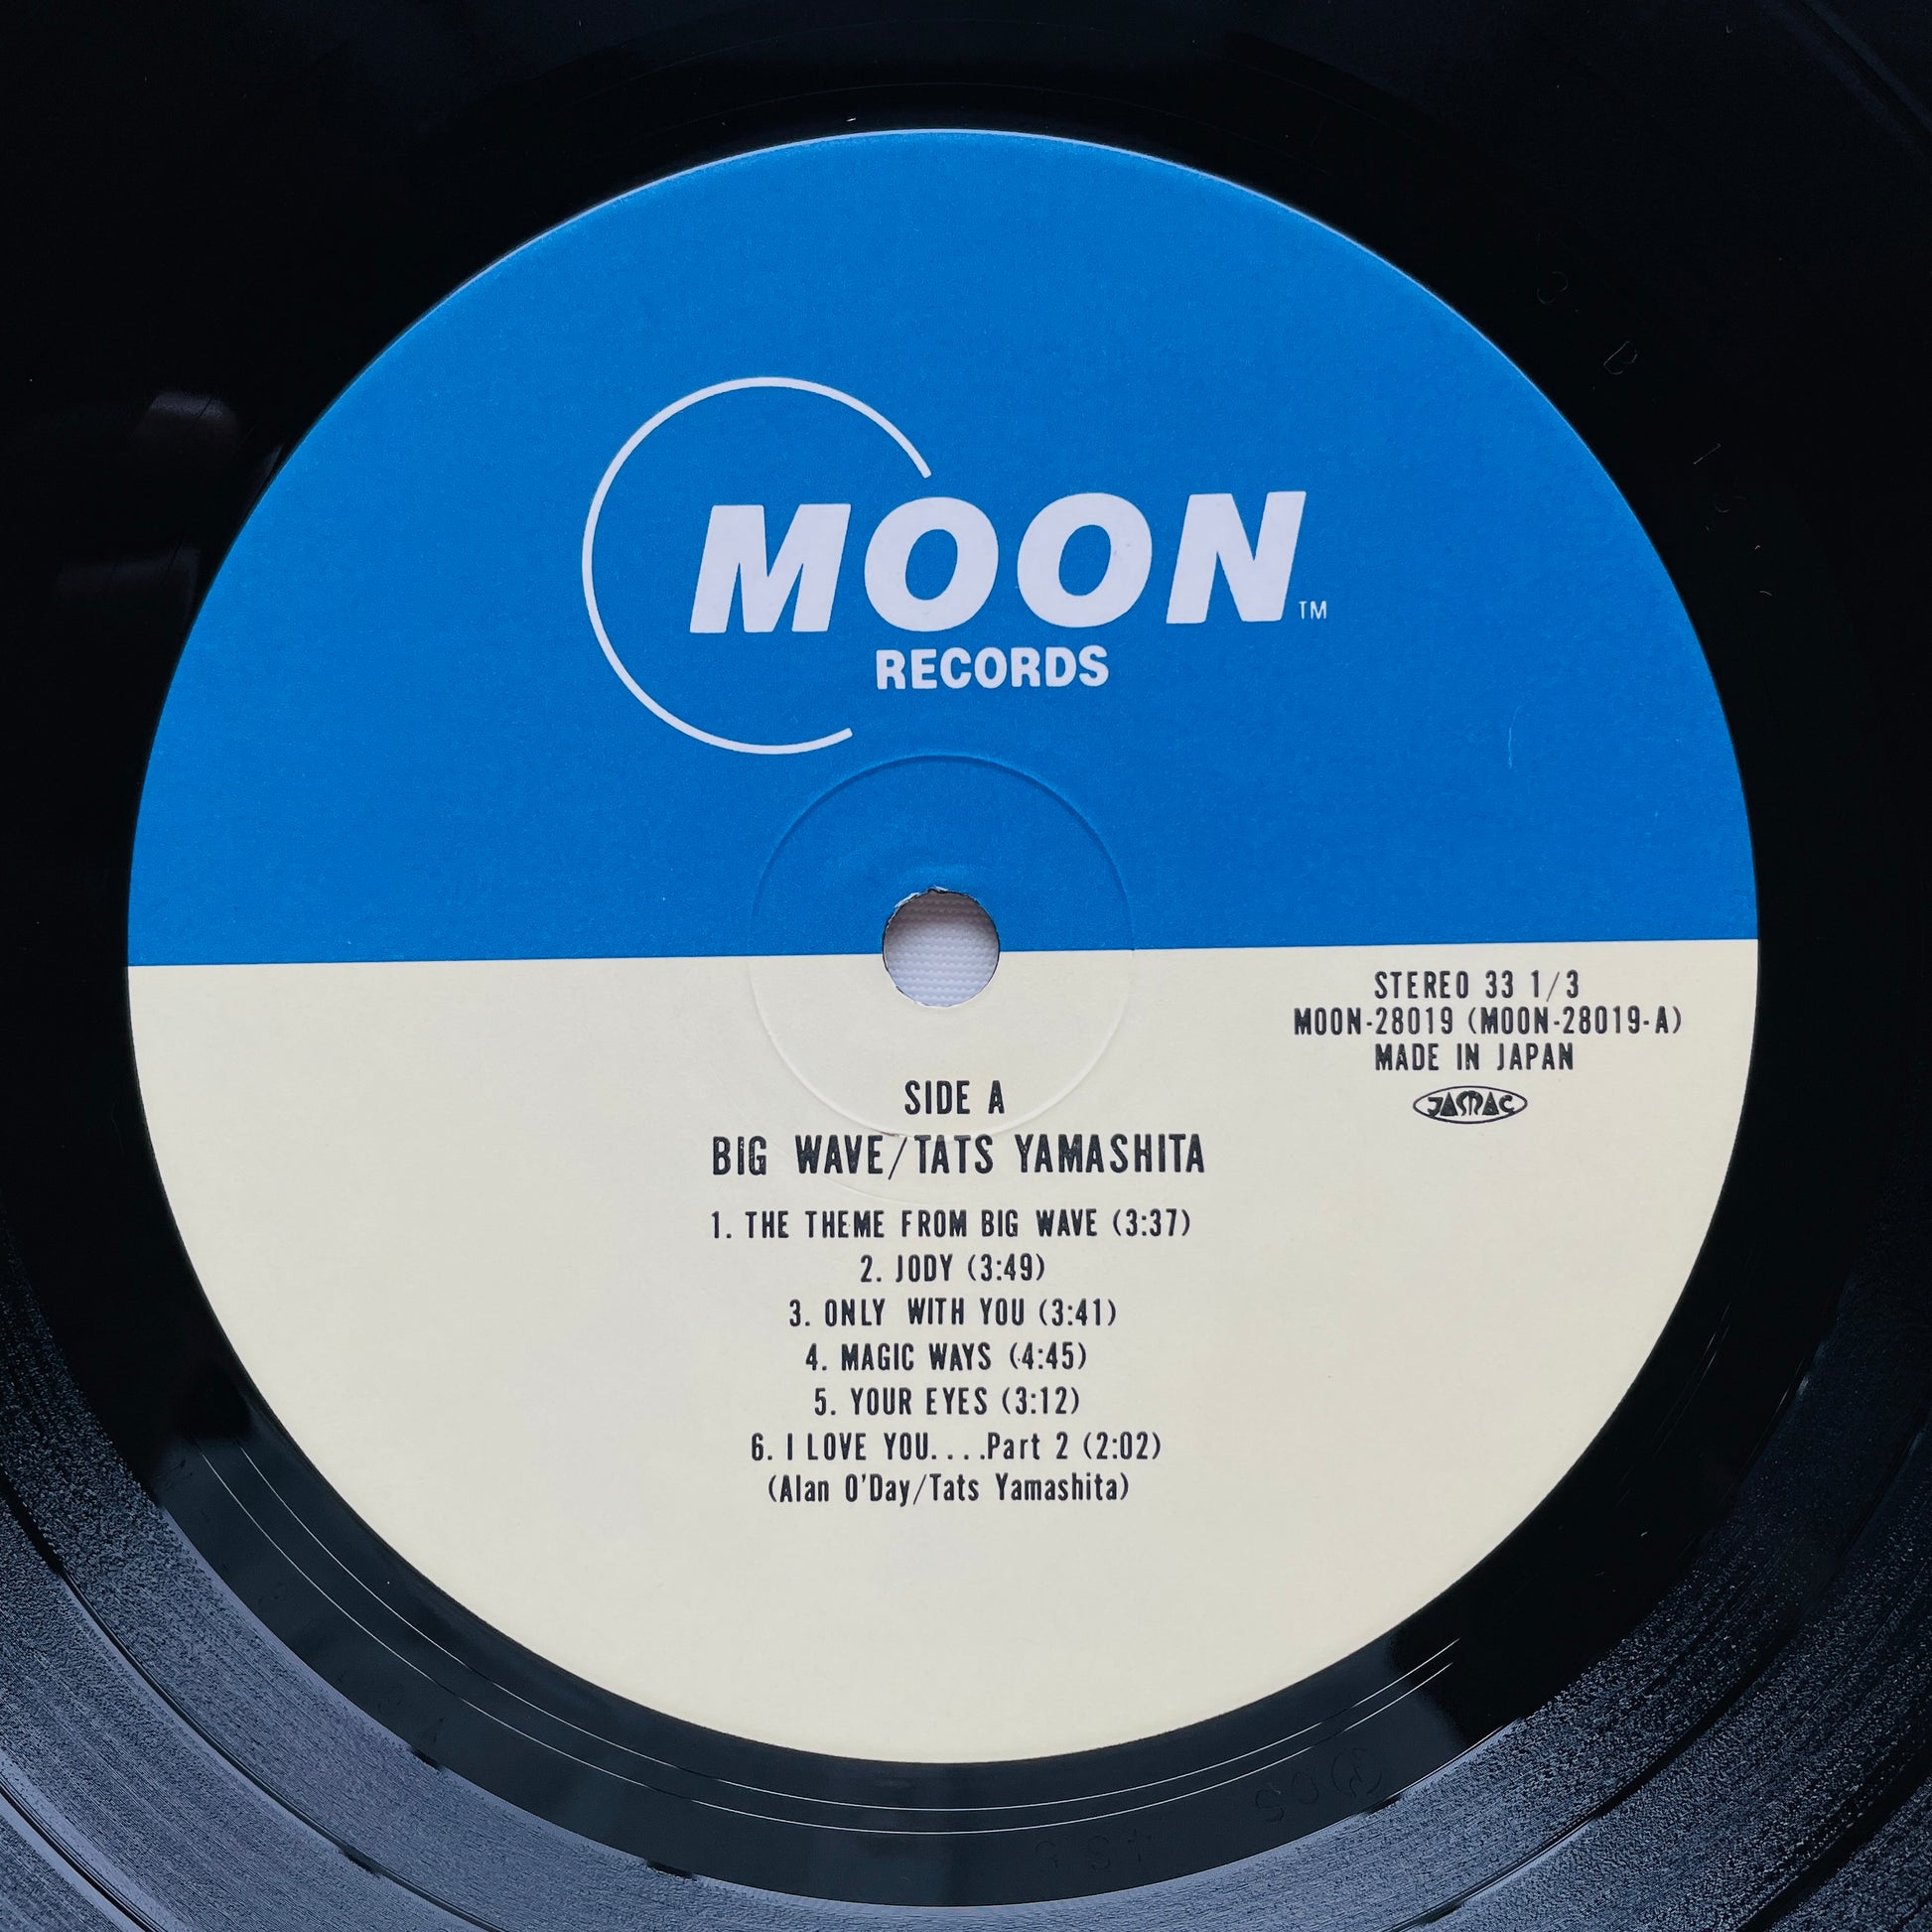 MOON ™
RECORDS
STEREO 33 1/3
MOON-28019 (MOON-28019-A)
MADE IN JAPAN
JASRAC
SIDE A
BIG WAVE/TATS YAMASHITA
1. THE THEME FROM BIG WAVE (3:37)
2. JODY (3:49)
3. ONLY WITH YOU (3:41)
4. MAGIC WAYS (4:45)
5. YOUR EYES (3:12)
6. I LOVE YOU....Part 2 (2:02)
(Alan O'Day/Tats Yamashita)